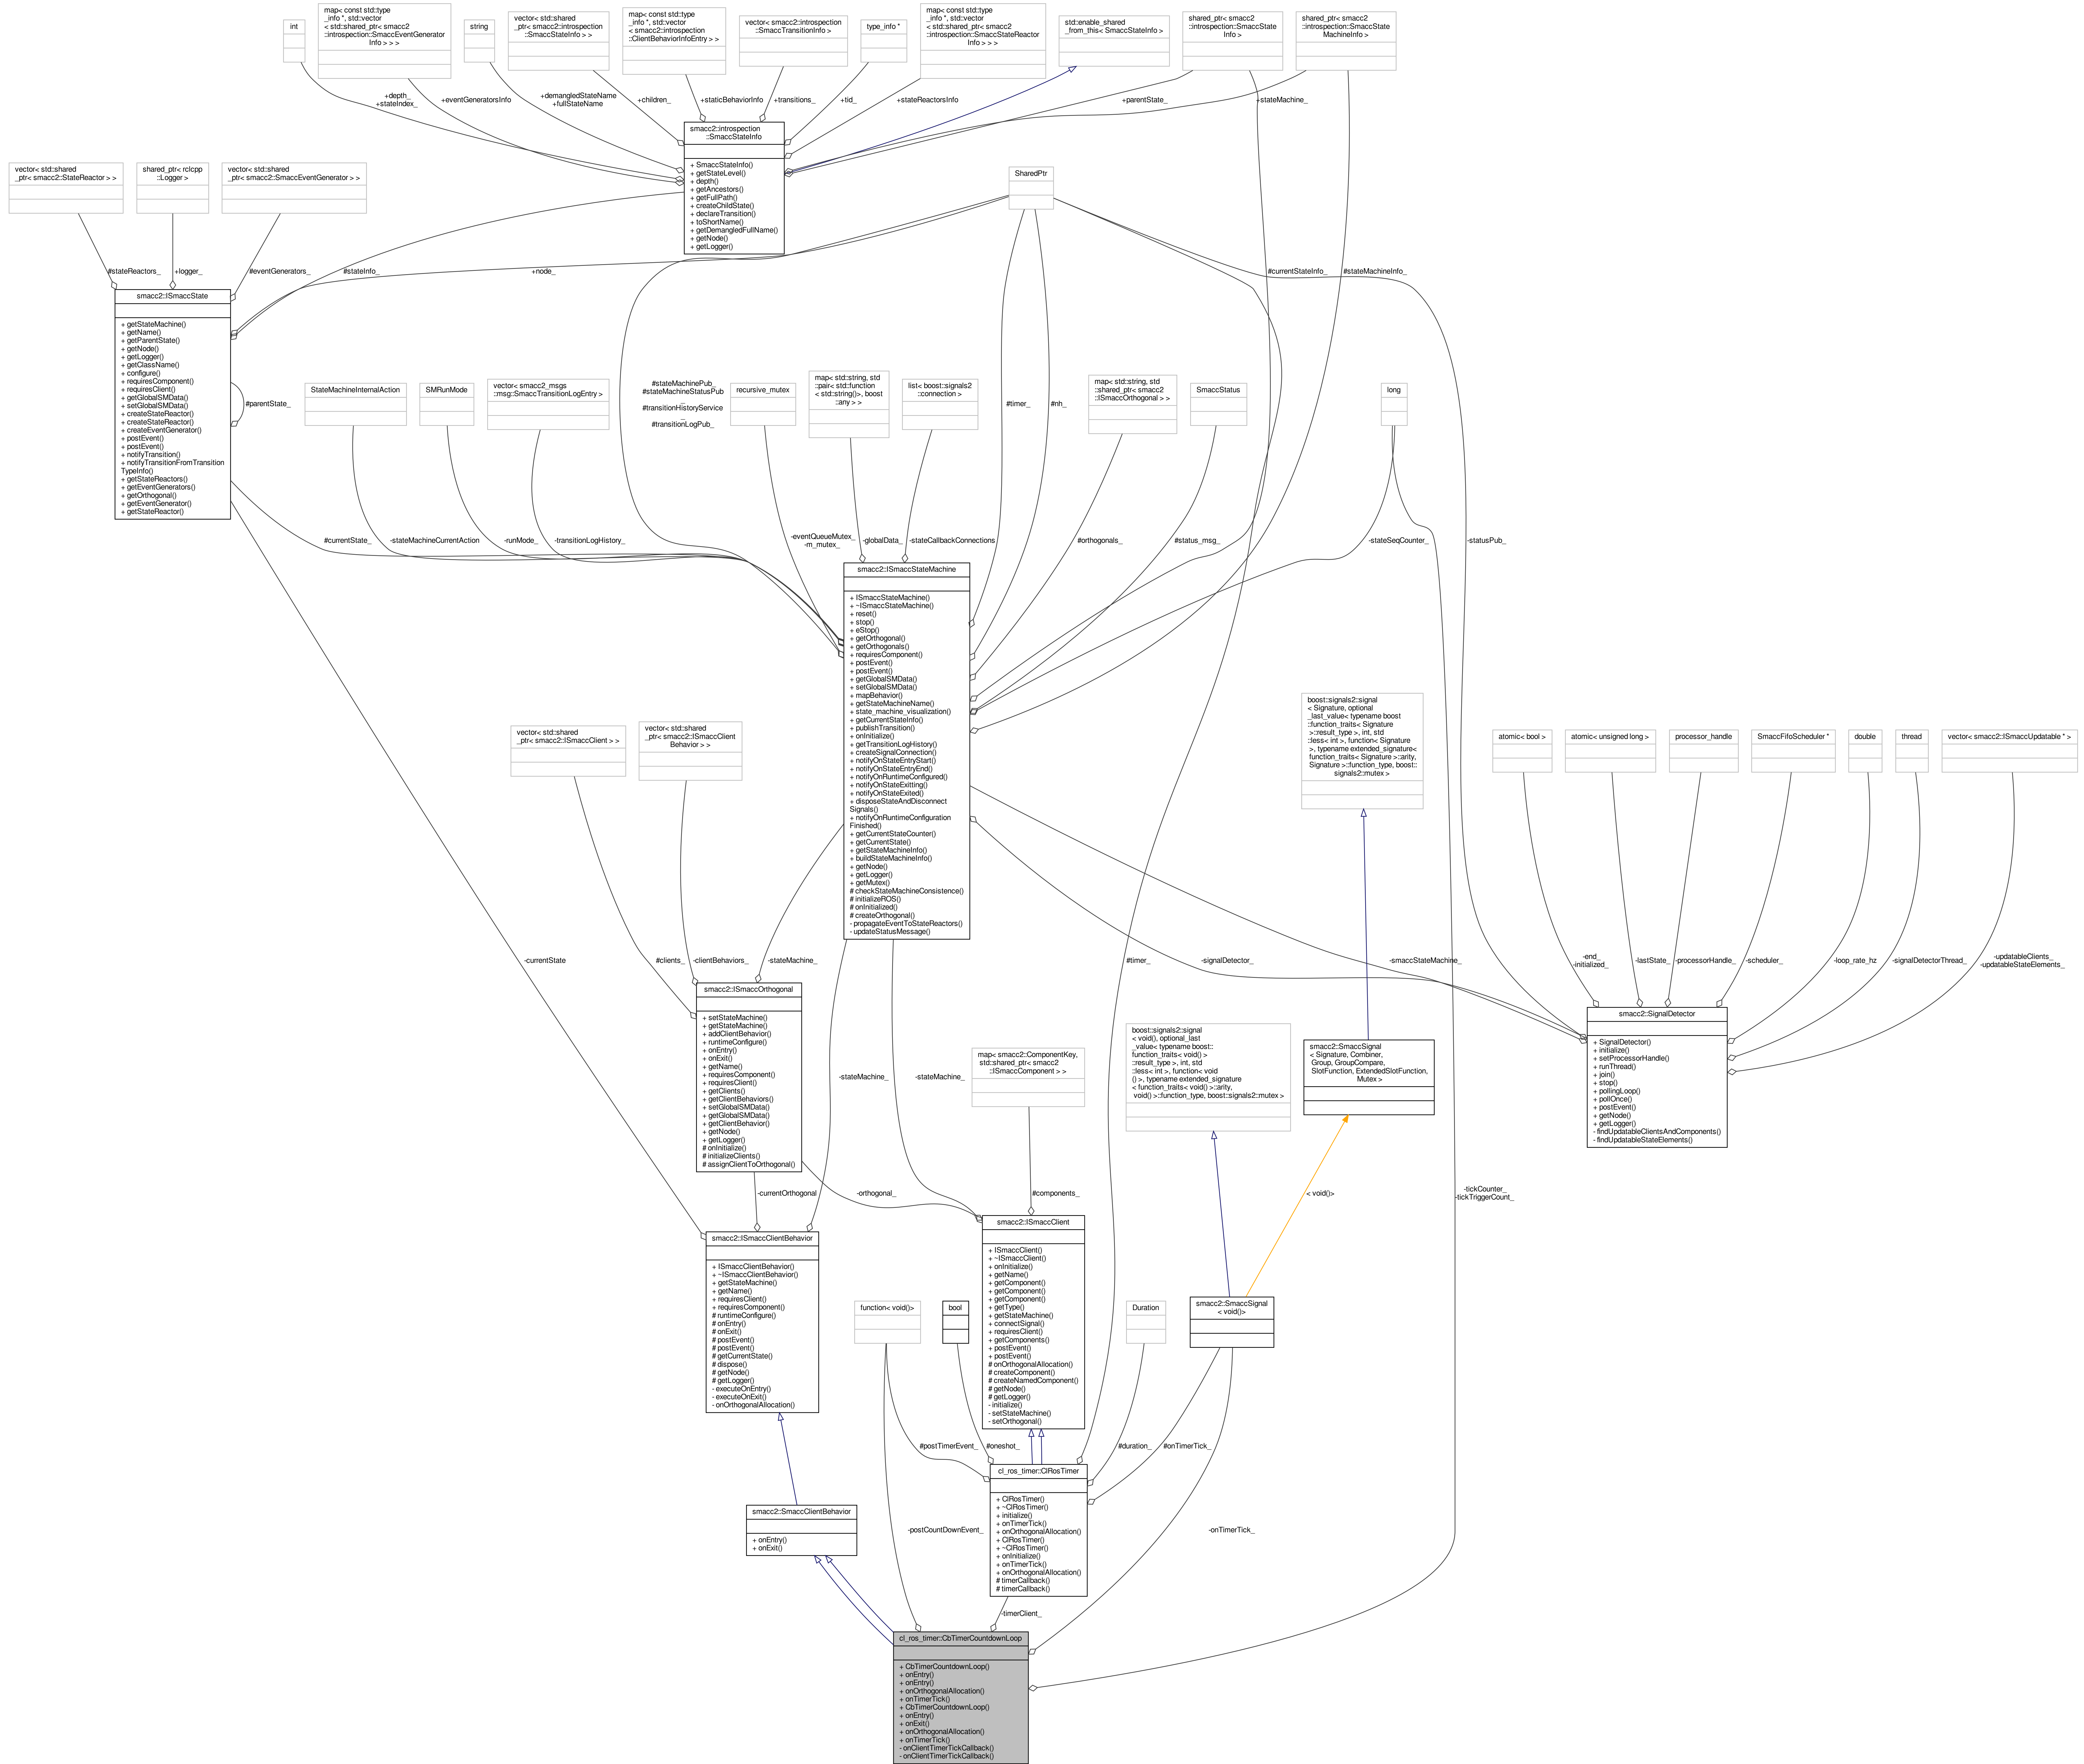 int
map< const std::type
_info *, std::vector
< std::shared_ptr< smacc2
::introspection::SmaccEventGenerator
Info > > >
string
vector< std::shared
_ptr< smacc2::introspection
::SmaccStateInfo > >
map< const std::type
_info *, std::vector
< smacc2::introspection
::ClientBehaviorInfoEntry > >
vector< smacc2::introspection
::SmaccTransitionInfo >
type_info *
map< const std::type
_info *, std::vector
< std::shared_ptr< smacc2
::introspection::SmaccStateReactor
Info > > >
std::enable_shared
_from_this< SmaccStateInfo >
shared_ptr< smacc2
::introspection::SmaccState
Info >
shared_ptr< smacc2
::introspection::SmaccState
MachineInfo >
+depth_
+stateIndex_
+eventGeneratorsInfo
+demangledStateName
+fullStateName
+children_
+staticBehaviorInfo
+transitions_
+tid_
+stateReactorsInfo
+parentState_
+stateMachine_
smacc2::introspection
::SmaccStateInfo
+ SmaccStateInfo()
+ getStateLevel()
+ depth()
+ getAncestors()
+ getFullPath()
+ createChildState()
+ declareTransition()
+ toShortName()
+ getDemangledFullName()
+ getNode()
+ getLogger()
vector< std::shared
_ptr< smacc2::StateReactor > >
shared_ptr< rclcpp
::Logger >
vector< std::shared
_ptr< smacc2::SmaccEventGenerator > >
SharedPtr
#stateReactors_
+logger_
#eventGenerators_
#stateInfo_
+node_
#currentStateInfo_
#stateMachineInfo_
smacc2::ISmaccState
+ getStateMachine()
+ getName()
+ getParentState()
+ getNode()
+ getLogger()
+ getClassName()
+ configure()
+ requiresComponent()
+ requiresClient()
+ getGlobalSMData()
+ setGlobalSMData()
+ createStateReactor()
+ createStateReactor()
+ createEventGenerator()
+ postEvent()
+ postEvent()
+ notifyTransition()
+ notifyTransitionFromTransition
TypeInfo()
+ getStateReactors()
+ getEventGenerators()
+ getOrthogonal()
+ getEventGenerator()
+ getStateReactor()
#parentState_
StateMachineInternalAction
SMRunMode
vector< smacc2_msgs
::msg::SmaccTransitionLogEntry >
#stateMachinePub_
#stateMachineStatusPub
_
#transitionHistoryService
_
#transitionLogPub_
recursive_mutex
map< std::string, std
::pair< std::function
< std::string()>, boost
::any > >
list< boost::signals2
::connection >
#timer_
#nh_
map< std::string, std
::shared_ptr< smacc2
::ISmaccOrthogonal > >
SmaccStatus
long
#currentState_
-stateMachineCurrentAction
-runMode_
-transitionLogHistory_
-eventQueueMutex_
-m_mutex_
-globalData_
-stateCallbackConnections
#orthogonals_
#status_msg_
-stateSeqCounter_
-statusPub_
smacc2::ISmaccStateMachine
+ ISmaccStateMachine()
+ ~ISmaccStateMachine()
+ reset()
+ stop()
+ eStop()
+ getOrthogonal()
+ getOrthogonals()
+ requiresComponent()
+ postEvent()
+ postEvent()
+ getGlobalSMData()
+ setGlobalSMData()
+ mapBehavior()
+ getStateMachineName()
+ state_machine_visualization()
+ getCurrentStateInfo()
+ publishTransition()
+ onInitialize()
+ getTransitionLogHistory()
+ createSignalConnection()
+ notifyOnStateEntryStart()
+ notifyOnStateEntryEnd()
+ notifyOnRuntimeConfigured()
+ notifyOnStateExitting()
+ notifyOnStateExited()
+ disposeStateAndDisconnect
Signals()
+ notifyOnRuntimeConfiguration
Finished()
+ getCurrentStateCounter()
+ getCurrentState()
+ getStateMachineInfo()
+ buildStateMachineInfo()
+ getNode()
+ getLogger()
+ getMutex()
# checkStateMachineConsistence()
# initializeROS()
# onInitialized()
# createOrthogonal()
- propagateEventToStateReactors()
- updateStatusMessage()
vector< std::shared
_ptr< smacc2::ISmaccClient > >
vector< std::shared
_ptr< smacc2::ISmaccClient
Behavior > >
boost::signals2::signal
< Signature, optional
_last_value< typename boost
::function_traits< Signature
>::result_type >, int, std
::less< int >, function< Signature
>, typename extended_signature<
function_traits< Signature >::arity,
Signature >::function_type, boost::
signals2::mutex >
atomic< bool >
atomic< unsigned long >
processor_handle
SmaccFifoScheduler *
double
thread
vector< smacc2::ISmaccUpdatable * >
-currentState
#clients_
-clientBehaviors_
-stateMachine_
-signalDetector_
#timer_
-smaccStateMachine_
-end_
-initialized_
-lastState_
-processorHandle_
-scheduler_
-loop_rate_hz
-signalDetectorThread_
-updatableClients_
-updatableStateElements_
smacc2::ISmaccOrthogonal
+ setStateMachine()
+ getStateMachine()
+ addClientBehavior()
+ runtimeConfigure()
+ onEntry()
+ onExit()
+ getName()
+ requiresComponent()
+ requiresClient()
+ getClients()
+ getClientBehaviors()
+ setGlobalSMData()
+ getGlobalSMData()
+ getClientBehavior()
+ getNode()
+ getLogger()
# onInitialize()
# initializeClients()
# assignClientToOrthogonal()
smacc2::SignalDetector
+ SignalDetector()
+ initialize()
+ setProcessorHandle()
+ runThread()
+ join()
+ stop()
+ pollingLoop()
+ pollOnce()
+ postEvent()
+ getNode()
+ getLogger()
- findUpdatableClientsAndComponents()
- findUpdatableStateElements()
-stateMachine_
-stateMachine_
map< smacc2::ComponentKey,
std::shared_ptr< smacc2
::ISmaccComponent > >
boost::signals2::signal
< void(), optional_last
_value< typename boost::
function_traits< void() >
::result_type >, int, std
::less< int >, function< void
() >, typename extended_signature
< function_traits< void() >::arity,
void() >::function_type, boost::signals2::mutex >
smacc2::SmaccSignal
< Signature, Combiner,
Group, GroupCompare,
SlotFunction, ExtendedSlotFunction,
Mutex >
-currentOrthogonal
-orthogonal_
#components_
< void()>
-tickCounter_
-tickTriggerCount_
smacc2::ISmaccClientBehavior
+ ISmaccClientBehavior()
+ ~ISmaccClientBehavior()
+ getStateMachine()
+ getName()
+ requiresClient()
+ requiresComponent()
# runtimeConfigure()
# onEntry()
# onExit()
# postEvent()
# postEvent()
# getCurrentState()
# dispose()
# getNode()
# getLogger()
- executeOnEntry()
- executeOnExit()
- onOrthogonalAllocation()
smacc2::ISmaccClient
+ ISmaccClient()
+ ~ISmaccClient()
+ onInitialize()
+ getName()
+ getComponent()
+ getComponent()
+ getComponent()
+ getType()
+ getStateMachine()
+ connectSignal()
+ requiresClient()
+ getComponents()
+ postEvent()
+ postEvent()
# onOrthogonalAllocation()
# createComponent()
# createNamedComponent()
# getNode()
# getLogger()
- initialize()
- setStateMachine()
- setOrthogonal()
function< void()>
bool
Duration
smacc2::SmaccSignal
< void()>
#postTimerEvent_
#oneshot_
#duration_
#onTimerTick_
cl_ros_timer::ClRosTimer
+ ClRosTimer()
+ ~ClRosTimer()
+ initialize()
+ onTimerTick()
+ onOrthogonalAllocation()
+ ClRosTimer()
+ ~ClRosTimer()
+ onInitialize()
+ onTimerTick()
+ onOrthogonalAllocation()
# timerCallback()
# timerCallback()
smacc2::SmaccClientBehavior
+ onEntry()
+ onExit()
-postCountDownEvent_
-onTimerTick_
-timerClient_
cl_ros_timer::CbTimerCountdownLoop
+ CbTimerCountdownLoop()
+ onEntry()
+ onEntry()
+ onOrthogonalAllocation()
+ onTimerTick()
+ CbTimerCountdownLoop()
+ onEntry()
+ onExit()
+ onOrthogonalAllocation()
+ onTimerTick()
- onClientTimerTickCallback()
- onClientTimerTickCallback()